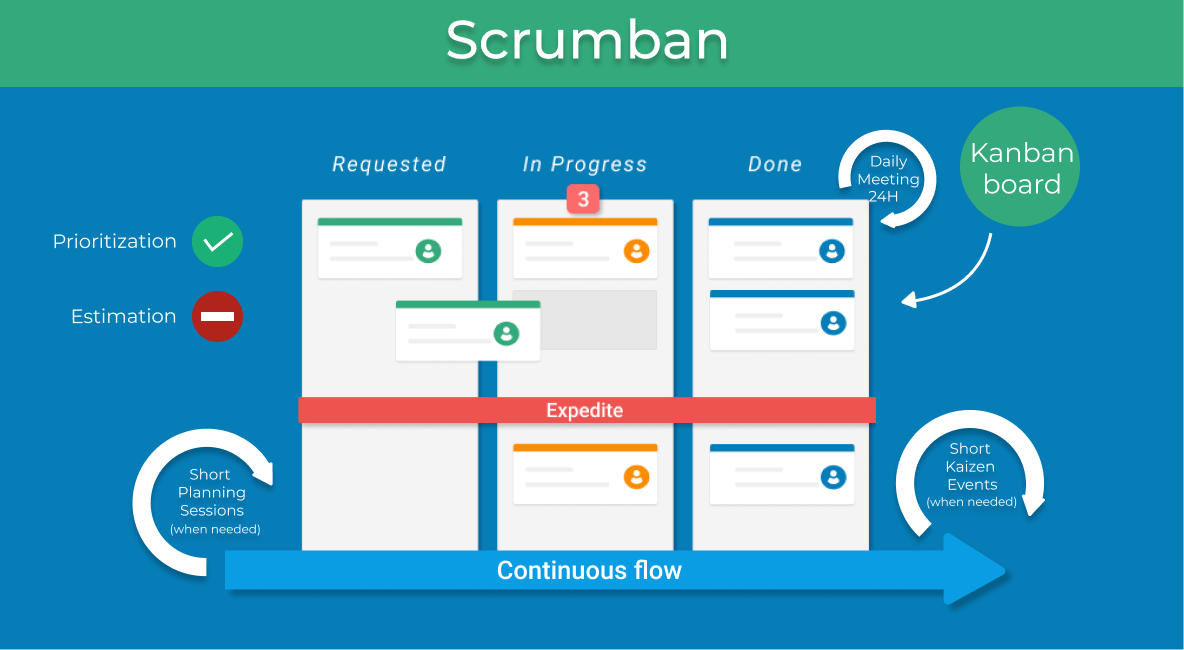 Scrumban
Requested
In Progress
Done
3
Daily
Meeting
24H
Kanban
board
Prioritization
Estimation
Expedite
Short
Planning
Sessions
(when needed)
Short
Kaizen
Events
(when needed)
Continuous flow